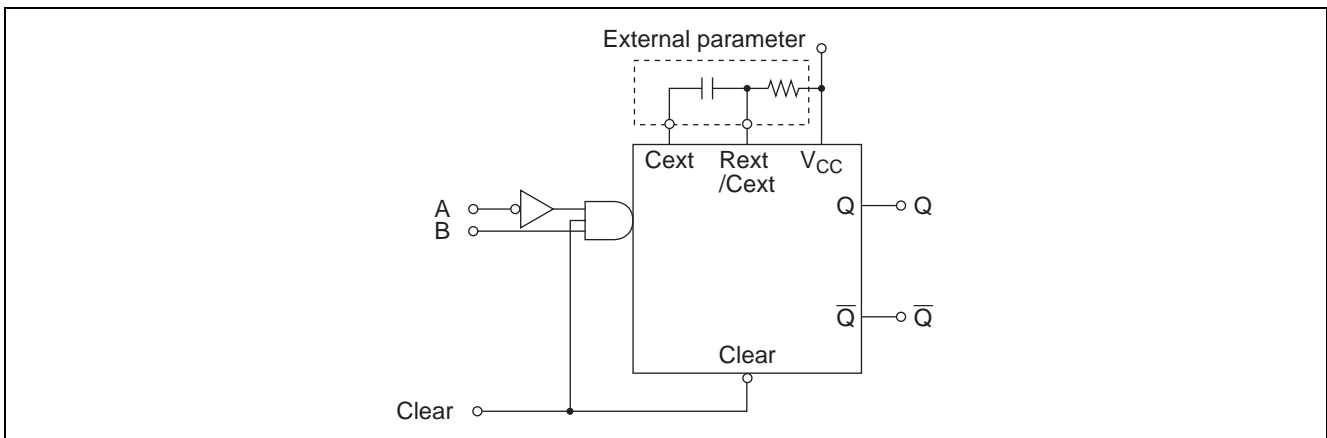 External parameter
Cext Rext VCC
/Cext
A
B
Q Q
Q̅ Q̅
Clear
Clear